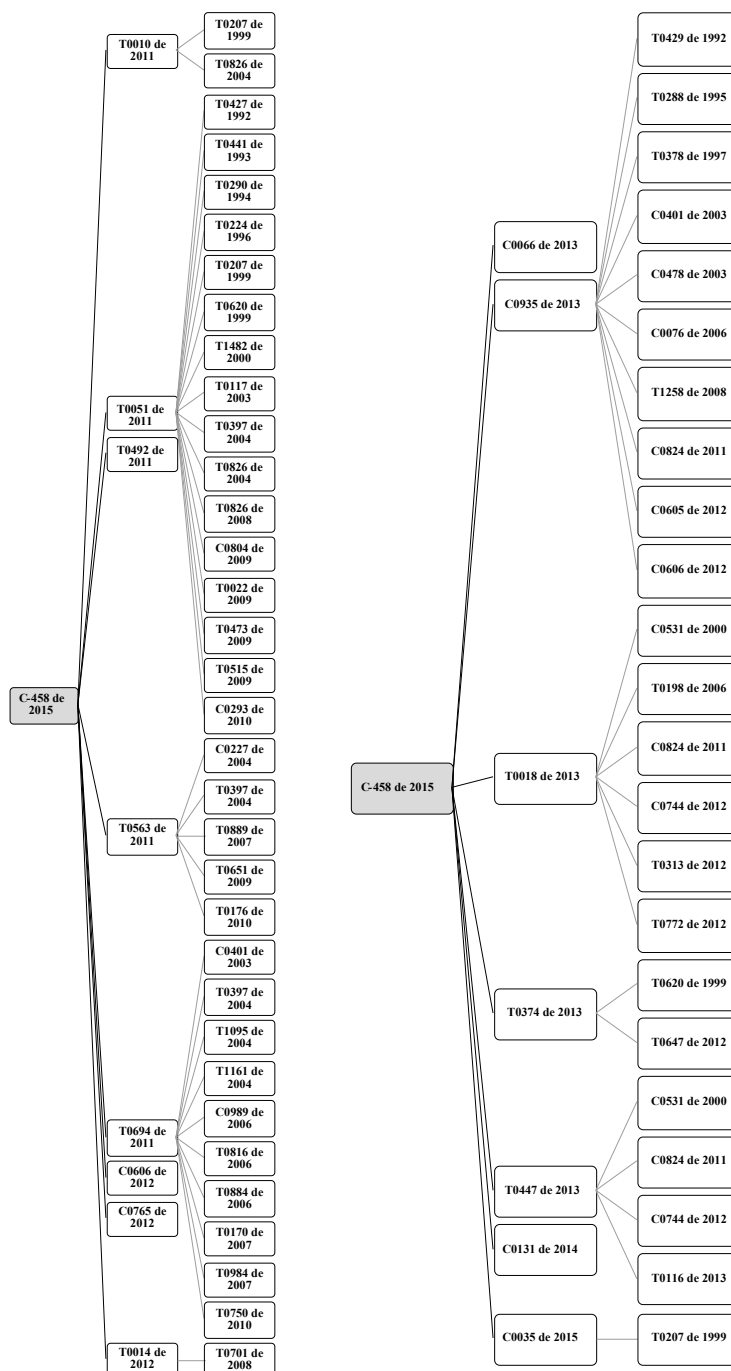 T0010 de
2011
T0207 de
1999
T0826 de
2004
T0427 de
1992
T0441 de
1993
T0290 de
1994
T0224 de
1996
T0207 de
1999
T0620 de
1999
T1482 de
2000
T0051 de
2011
T0117 de
2003
T0397 de
2004
T0492 de
2011
T0826 de
2004
T0826 de
2008
C0804 de
2009
T0022 de
2009
T0473 de
2009
T0515 de
2009
C0293 de
2010
C-458 de
2015
C0227 de
2004
T0397 de
2004
T0563 de
2011
T0889 de
2007
T0651 de
2009
T0176 de
2010
C0401 de
2003
T0397 de
2004
T1095 de
2004
T1161 de
2004
C0989 de
2006
T0694 de
2011
T0816 de
2006
C0606 de
2012
T0884 de
2006
C0765 de
2012
T0170 de
2007
T0984 de
2007
T0750 de
2010
T0014 de
2012
T0701 de
2008
T0429 de 1992
T0288 de 1995
T0378 de 1997
C0401 de 2003
C0066 de 2013
C0478 de 2003
C0935 de 2013
C0076 de 2006
T1258 de 2008
C0824 de 2011
C0605 de 2012
C0606 de 2012
C0531 de 2000
T0198 de 2006
C0824 de 2011
T0018 de 2013
C-458 de 2015
C0744 de 2012
T0313 de 2012
T0772 de 2012
T0620 de 1999
T0374 de 2013
T0647 de 2012
C0531 de 2000
C0824 de 2011
T0447 de 2013
C0744 de 2012
C0131 de 2014
T0116 de 2013
C0035 de 2015
T0207 de 1999